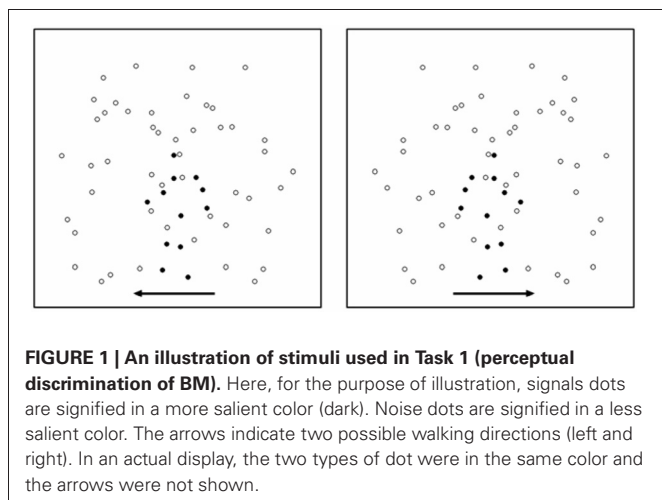 FIGURE 1 | An illustration of stimuli used in Task 1 (perceptual
discrimination of BM). Here, for the purpose of illustration, signals dots
are signified in a more salient color (dark). Noise dots are signified in a less
salient color. The arrows indicate two possible walking directions (left and
right). In an actual display, the two types of dot were in the same color and
the arrows were not shown.